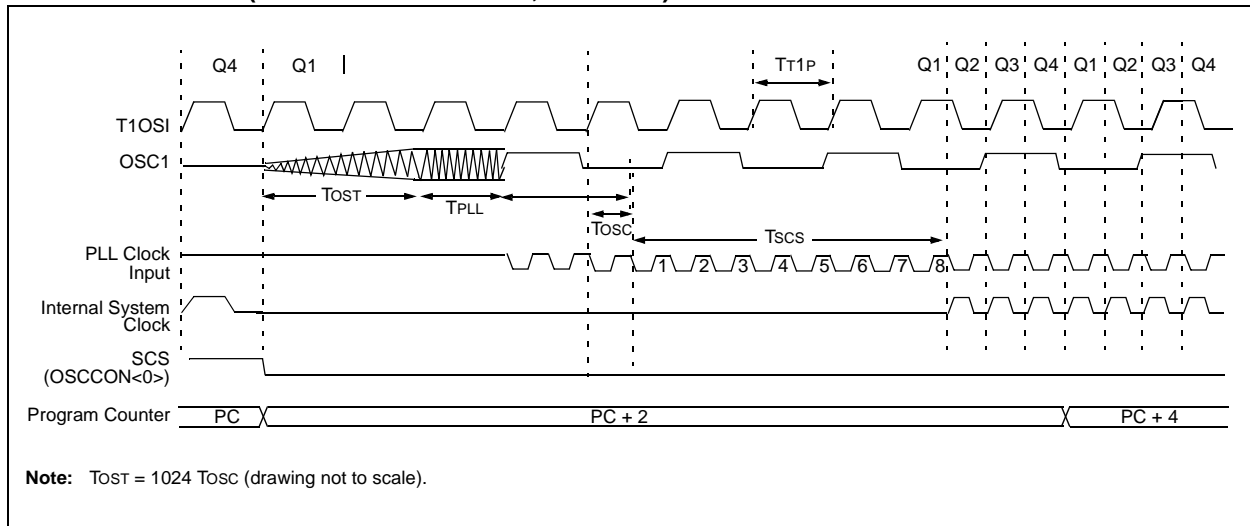 Q4 Q1 TT1P Q1 Q2 Q3 Q4 Q1 Q2 Q3 Q4
T1OSI
OSC1
TOST TPLL
TOSC TSCS
PLL Clock
Input
1 2 3 4 5 6 7 8
Internal System
Clock
SCS
(OSCCON<0>)
Program Counter PC PC + 2 PC + 4
Note: TOST = 1024 TOSC (drawing not to scale).